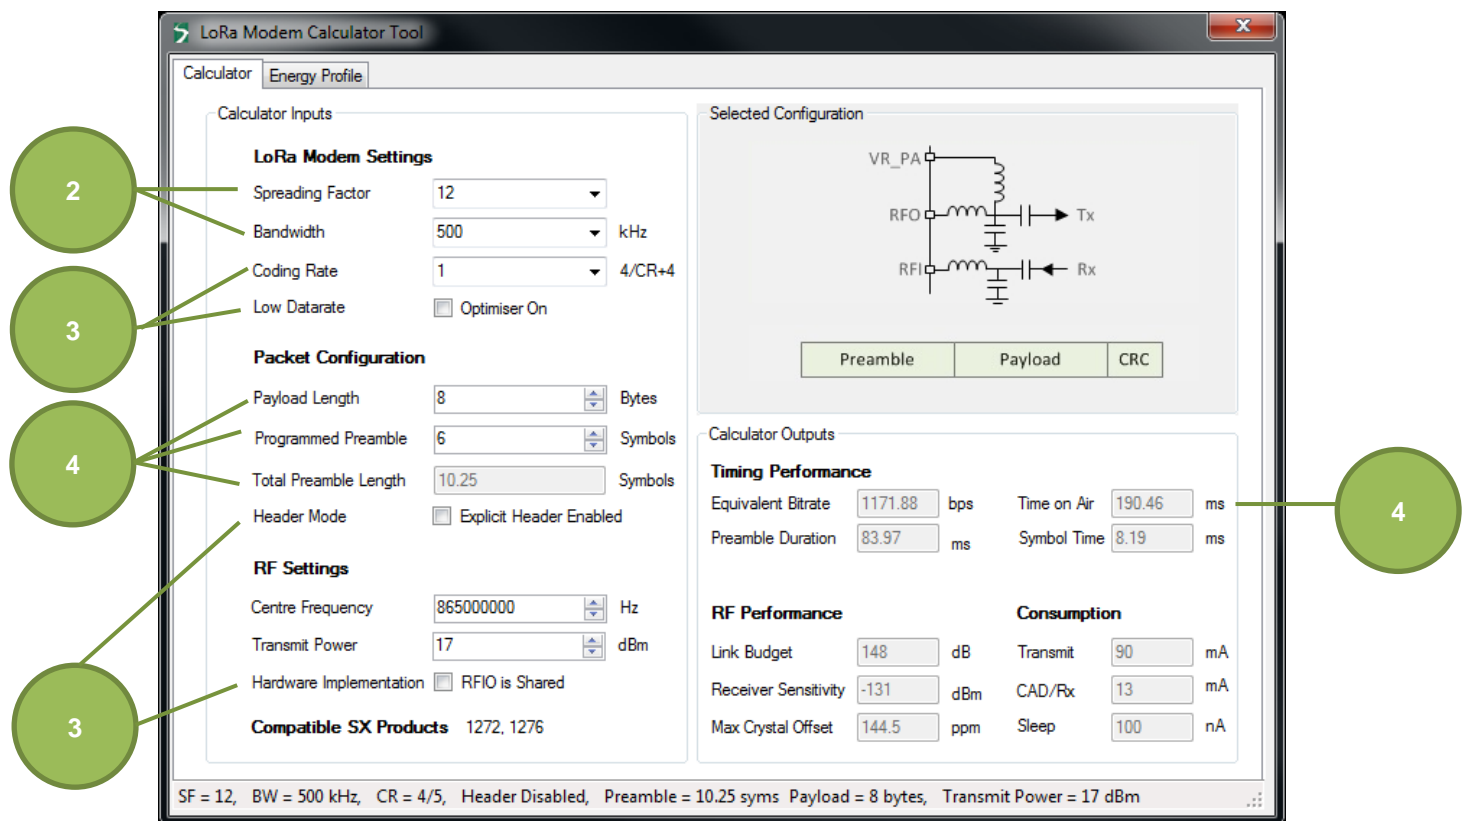 LoRa Modem Calculator Tool
X
Calculator Energy Profile
Calculator Inputs
LoRa Modem Settings
2
Spreading Factor 12
Bandwidth 500 kHz
3
Coding Rate 1 4/CR+4
Low Datarate Optimiser On
Packet Configuration
4
Payload Length 8 Bytes
Programmed Preamble 6 Symbols
Total Preamble Length 10.25 Symbols
Header Mode Explicit Header Enabled
RF Settings
Centre Frequency 865000000 Hz
Transmit Power 17 dBm
3
Hardware Implementation RFIO is Shared
Compatible SX Products 1272, 1276
Selected Configuration
VR_PA
RFO Tx
RFI Rx
Preamble Payload CRC
Calculator Outputs
Timing Performance
Equivalent Bitrate 1171.88 bps Time on Air 190.46 ms
4
Preamble Duration 83.97 ms Symbol Time 8.19 ms
RF Performance Consumption
Link Budget 148 dB Transmit 90 mA
Receiver Sensitivity -131 dBm CAD/Rx 13 mA
Max Crystal Offset 144.5 ppm Sleep 100 nA
SF = 12, BW = 500 kHz, CR = 4/5, Header Disabled, Preamble = 10.25 syms Payload = 8 bytes, Transmit Power = 17 dBm